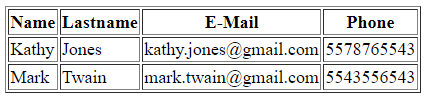 Name Lastname E-Mail Phone
Kathy Jones kathy.jones@gmail.com 5578765543
Mark Twain mark.twain@gmail.com 5543556543